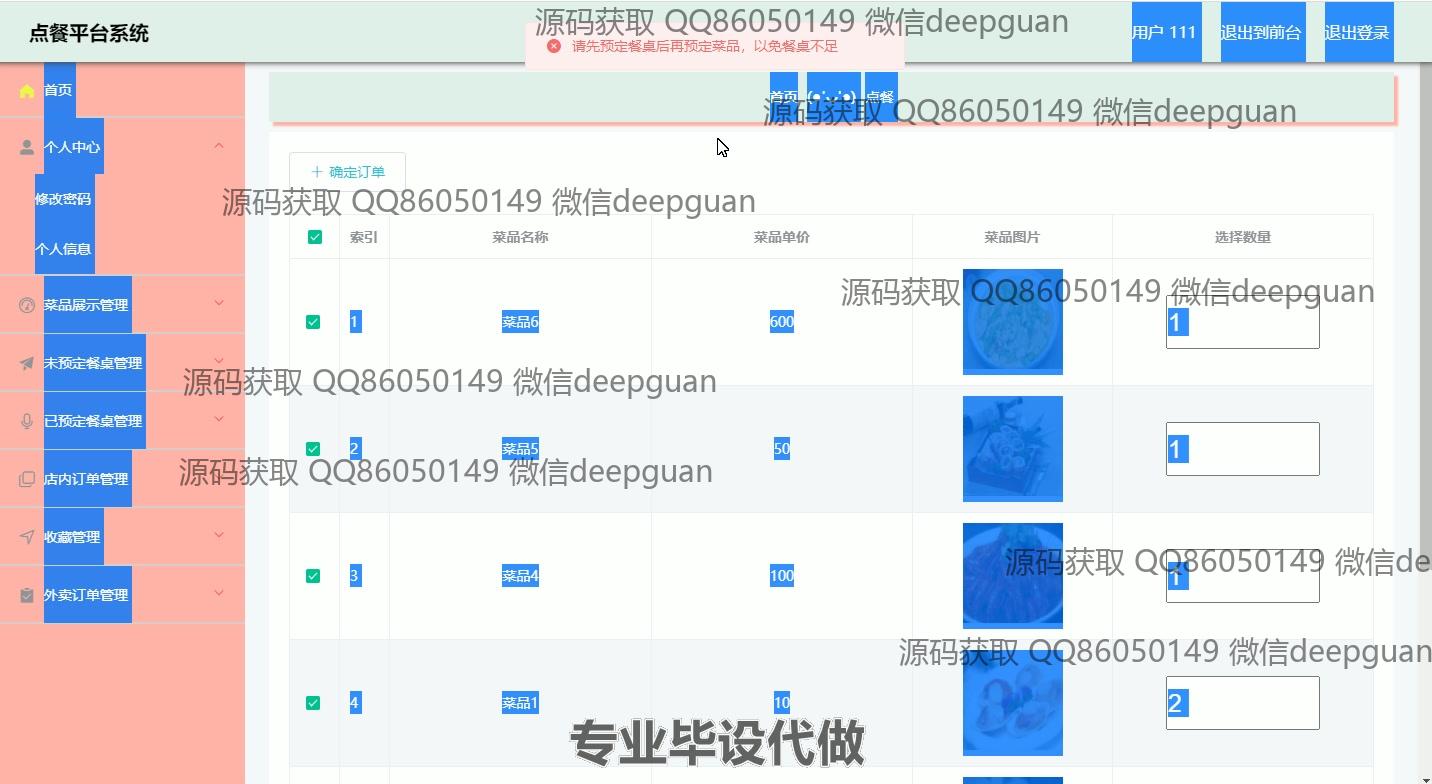 点餐平台系统
源码获取 QQ86050149 微信deepguan
请先预定餐桌后再预定菜品，以免餐桌不足
用户 111
退出到前台
退出登录
首页
首页 (●'◡'●) 点餐
源码获取 QQ86050149 微信deepguan
个人中心
确定订单
修改密码
源码获取 QQ86050149 微信deepguan
个人信息
索引 菜品名称 菜品单价 菜品图片 选择数量
菜品展示管理
源码获取 QQ86050149 微信deepguan
1 菜品6 600 1
未预定餐桌管理
源码获取 QQ86050149 微信deepguan
已预定餐桌管理
2 菜品5 50 1
店内订单管理
源码获取 QQ86050149 微信deepguan
收藏管理
源码获取 QQ86050149 微信de
3 菜品4 100 1
外卖订单管理
源码获取 QQ86050149 微信deepguan
4 菜品1 10 2
专业毕设代做